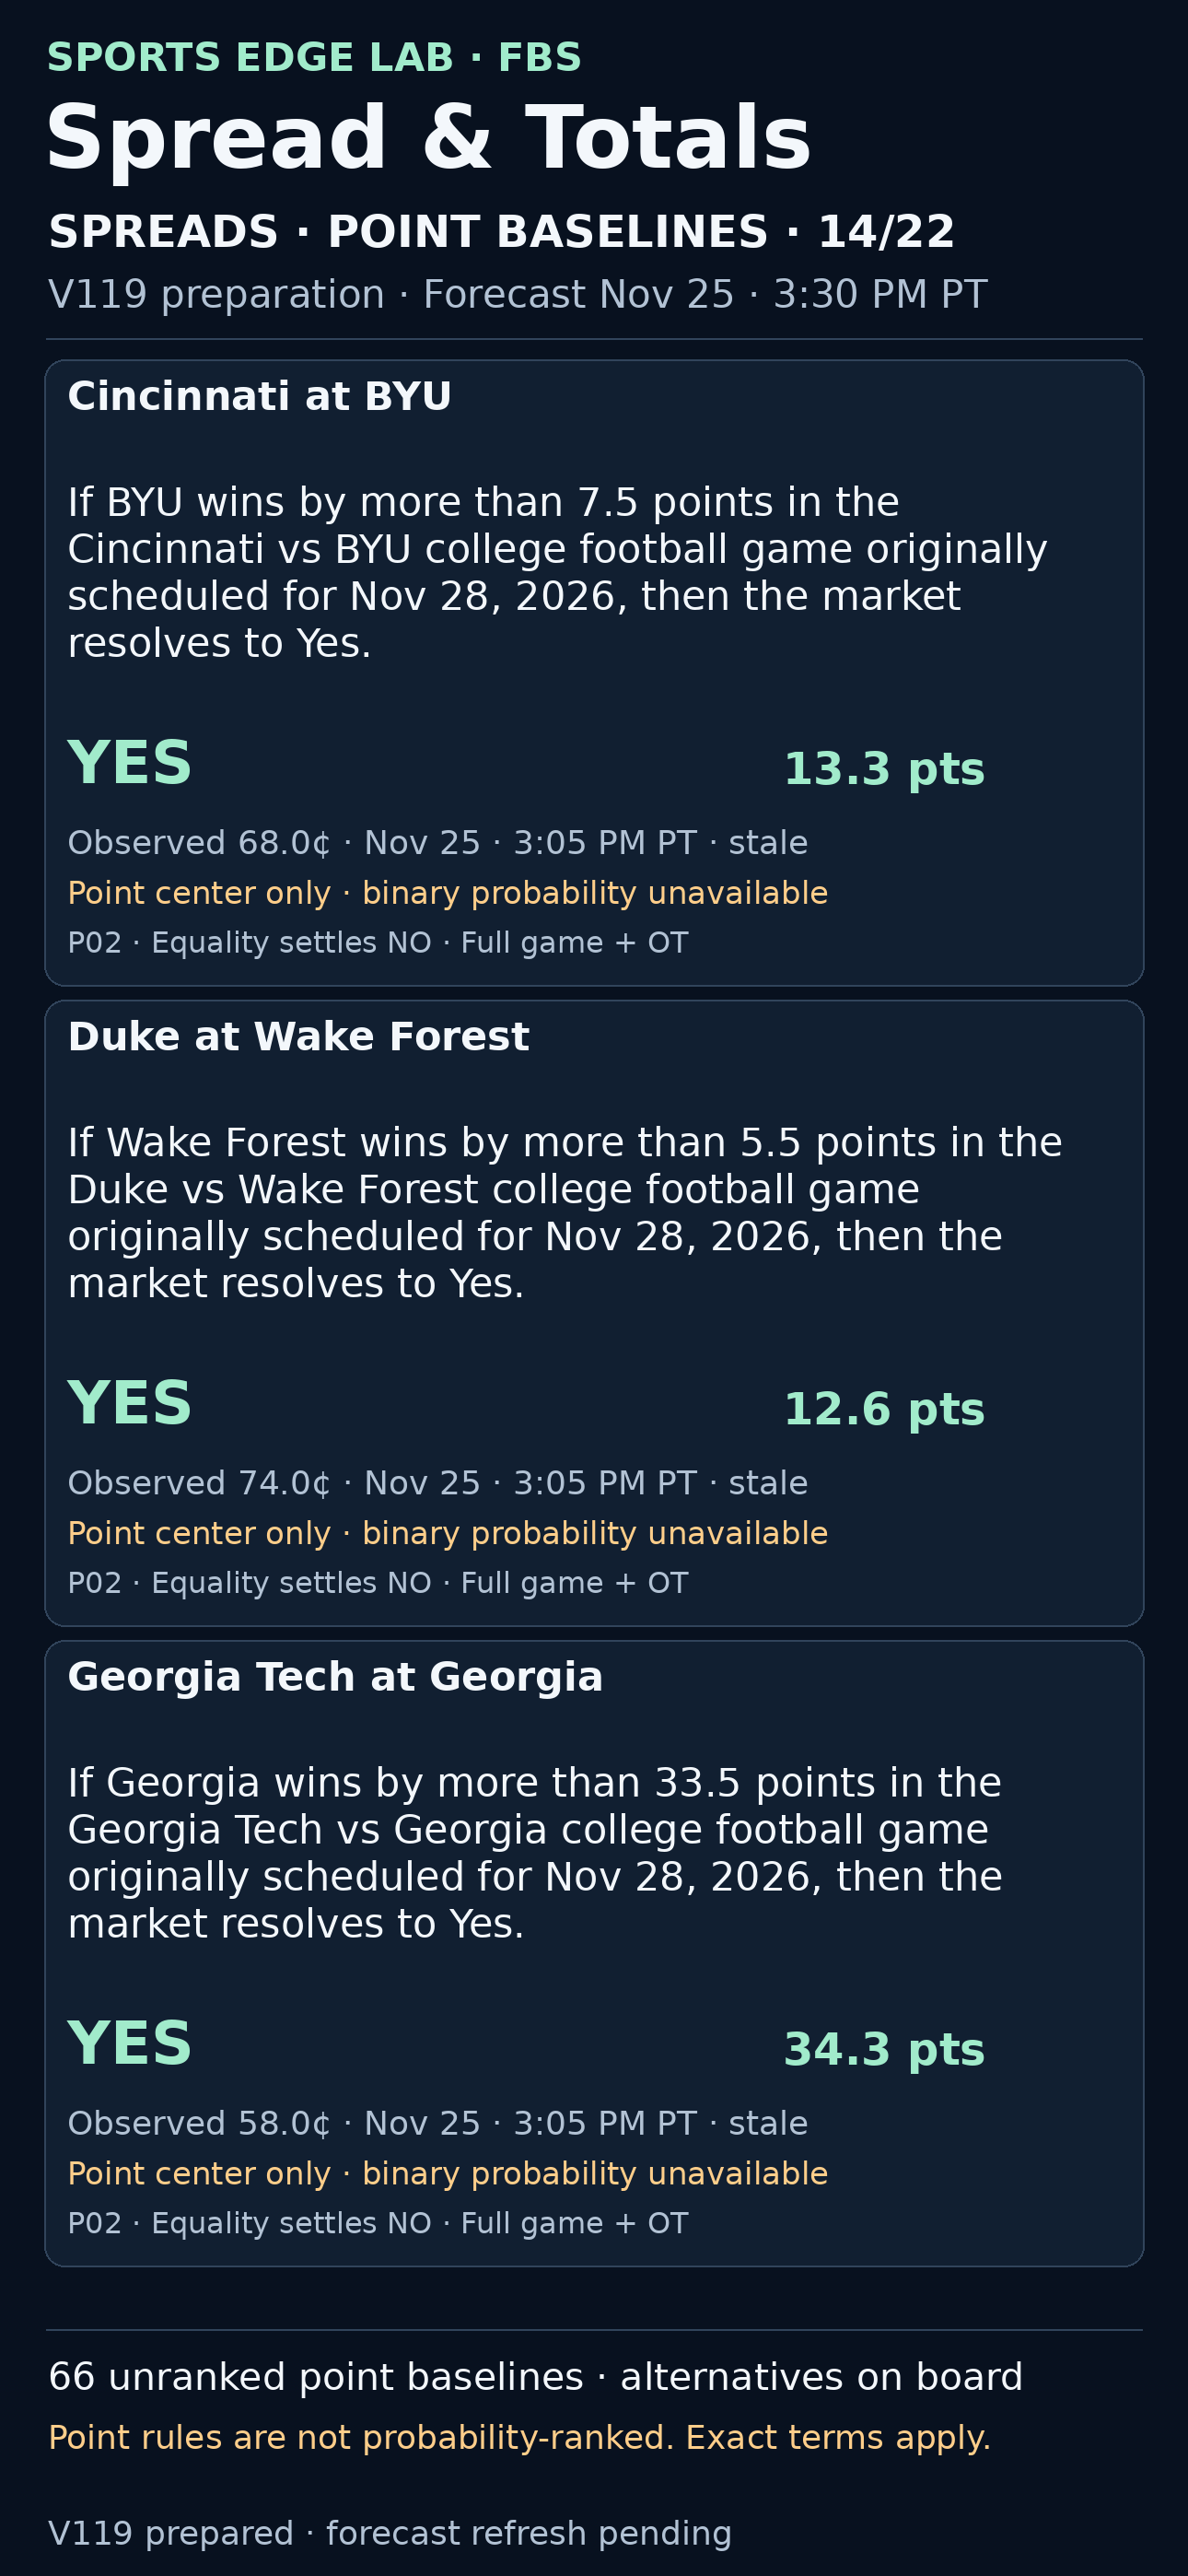 SPORTS EDGE LAB · FBS
Spread & Totals
SPREADS · POINT BASELINES · 14/22
V119 preparation · Forecast Nov 25 · 3:30 PM PT
Cincinnati at BYU
If BYU wins by more than 7.5 points in the
Cincinnati vs BYU college football game originally
scheduled for Nov 28, 2026, then the market
resolves to Yes.
YES 13.3 pts
Observed 68.0¢ · Nov 25 · 3:05 PM PT · stale
Point center only · binary probability unavailable
P02 · Equality settles NO · Full game + OT
Duke at Wake Forest
If Wake Forest wins by more than 5.5 points in the
Duke vs Wake Forest college football game
originally scheduled for Nov 28, 2026, then the
market resolves to Yes.
YES 12.6 pts
Observed 74.0¢ · Nov 25 · 3:05 PM PT · stale
Point center only · binary probability unavailable
P02 · Equality settles NO · Full game + OT
Georgia Tech at Georgia
If Georgia wins by more than 33.5 points in the
Georgia Tech vs Georgia college football game
originally scheduled for Nov 28, 2026, then the
market resolves to Yes.
YES 34.3 pts
Observed 58.0¢ · Nov 25 · 3:05 PM PT · stale
Point center only · binary probability unavailable
P02 · Equality settles NO · Full game + OT
66 unranked point baselines · alternatives on board
Point rules are not probability-ranked. Exact terms apply.
V119 prepared · forecast refresh pending